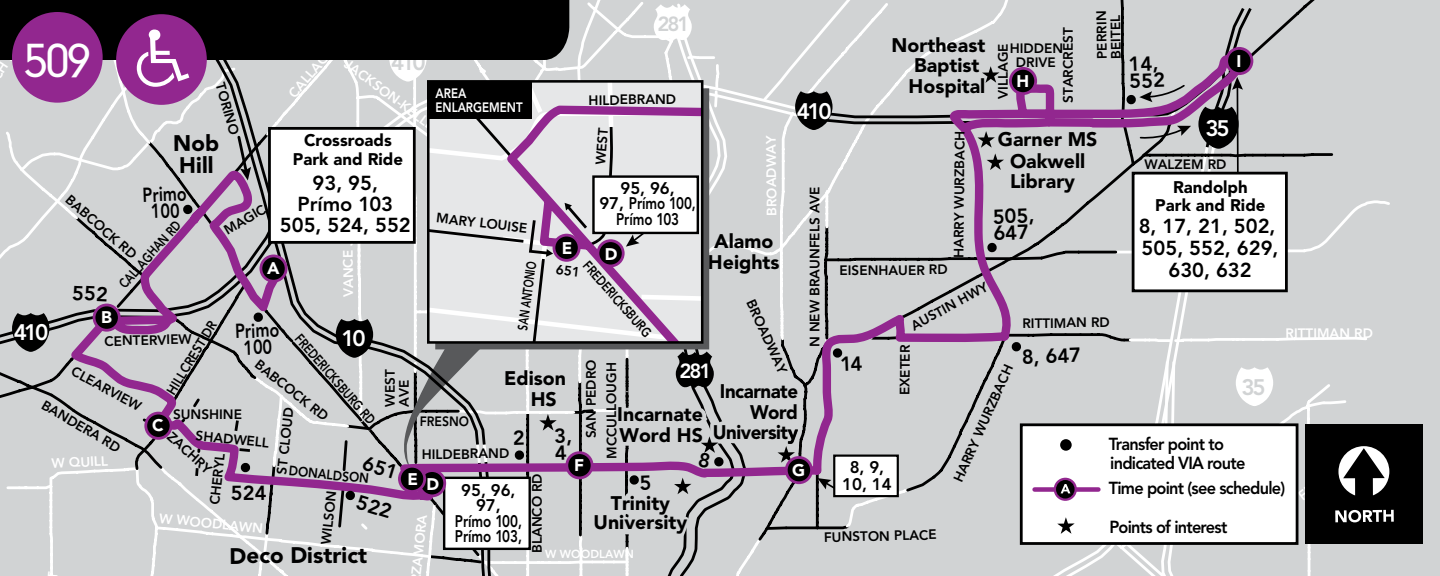 509
281
410
CALLAG
JACKSON-K
TORINO
Nob
Hill
Primo
100
BABCOCK RD
CALLAGHAN RD
MAGIC
A
552
B
410
CENTERVIEW
Primo
100
HILLCREST DR
CLEARVIEW
BANDERA RD
C
SUNSHINE
ZACHRY
SHADWELL
CHERYL
524
ST CLOUD
DONALDSON
WILSON
522
W QUILL
W WOODLAWN
Deco District
BABCOCK RD
FREDERICKSBURG RD
VANCE
10
WEST
AVE
FRESNO
651
E
D
ZARZAMORA
Crossroads
Park and Ride
93, 95,
Prímo 103
505, 524, 552
AREA
ENLARGEMENT
HILDEBRAND
WEST
95, 96,
97, Prímo 100,
Prímo 103
MARY LOUISE
E
651
D
SAN ANTONIO
FREDERICKSBURG
HILDEBRAND
2
95, 96,
97,
Prímo 100,
Prímo 103,
BLANCO RD
W WOODLAWN
Edison
HS
3,
4
F
SAN PEDRO
MCCULLOUGH
5
Trinity
University
Incarnate
Word HS
8
281
Incarnate
Word
University
G
8, 9,
10, 14
FUNSTON PLACE
Alamo
Heights
BROADWAY
BROADWAY
N NEW BRAUNFELS AVE
14
EXETER
AUSTIN HWY
EISENHAUER RD
HARRY WURZBACH
505,
647
RITTIMAN RD
8, 647
RITTIMAN RD
HARRY WURZBACH
35
410
Northeast
Baptist
Hospital
VILLAGE
HIDDEN
DRIVE
H
STARCREST
PERRIN
BEITEL
14,
552
I
35
Garner MS
Oakwell
Library
WALZEM RD
Randolph
Park and Ride
8, 17, 21, 502,
505, 552, 629,
630, 632
Transfer point to
indicated VIA route
A
Time point (see schedule)
Points of interest
NORTH